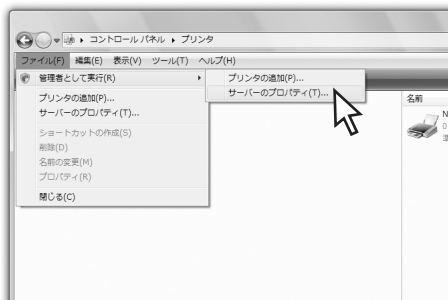 コントロール パネル ▸ プリンタ
ファイル(F) 編集(E) 表示(V) ツール(T) ヘルプ(H)
管理者として実行(R)
プリンタの追加(P)...
サーバーのプロパティ(T)...
プリンタの追加(P)...
サーバーのプロパティ(T)...
ショートカットの作成(S)
削除(D)
名前の変更(M)
プロパティ(R)
閉じる(C)
名前
N
0